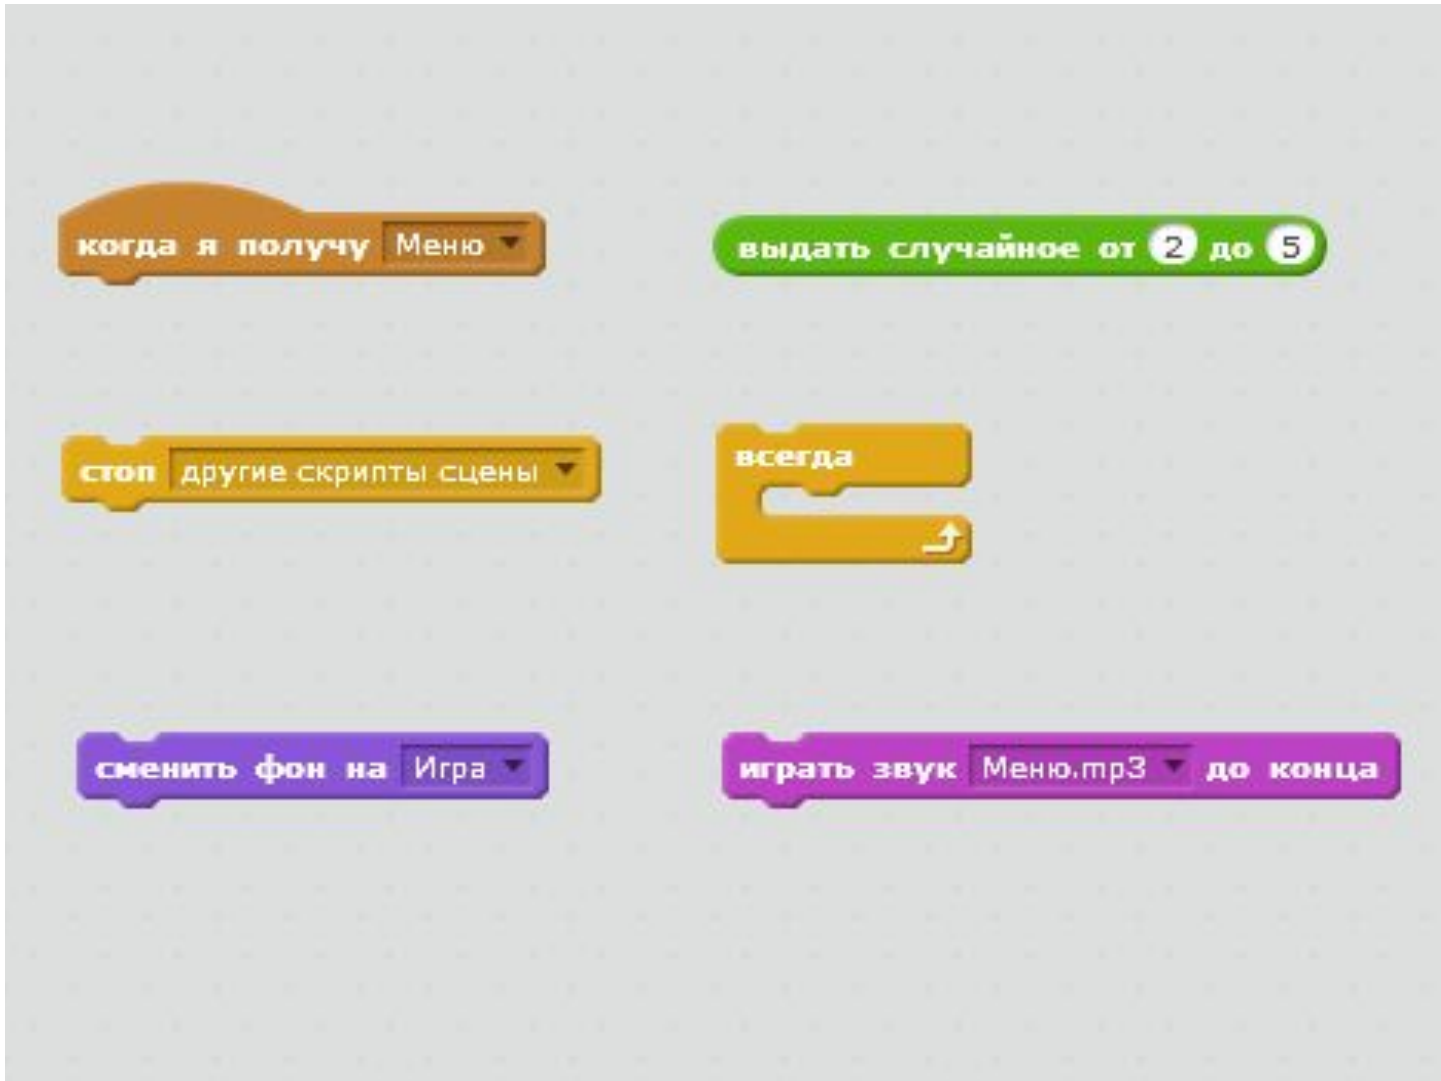 когда я получу Меню
выдать случайное от 2 до 5
стоп другие скрипты сцены
всегда
сменить фон на Игра
играть звук Меню.mp3 до конца